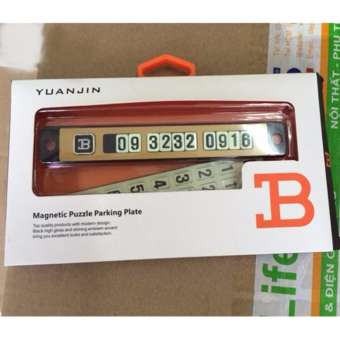 YUANJIN
B
09 3232 0916
B
Magnetic Puzzle Parking Plate
Top quality products with modern design.
Black high gloss and shining emblem accent
bring you excellent looks and satisfaction.
NỘI THẤT - PHỤ T
& ĐIỆN
Life